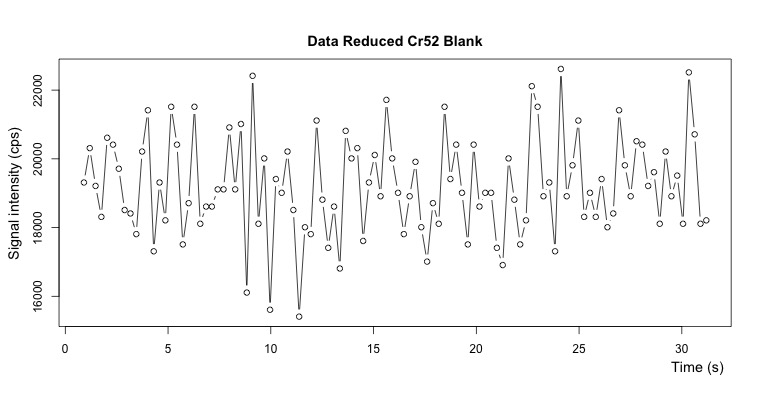 Data Reduced Cr52 Blank
Signal intensity (cps)
22000
20000
18000
16000
0 5 10 15 20 25 30
Time (s)